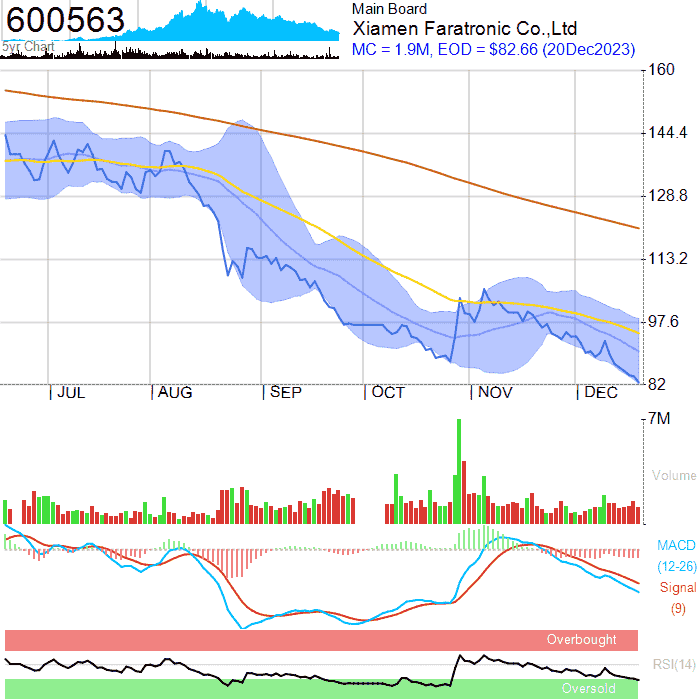 600563
5yr Chart
Main Board
Xiamen Faratronic Co.,Ltd
MC = 1.9M, EOD = $82.66 (20Dec2023)
160
144.4
128.8
113.2
97.6
82
JUL
AUG
SEP
OCT
NOV
DEC
7M
Volume
MACD
(12-26)
Signal
(9)
Overbought
RSI(14)
Oversold